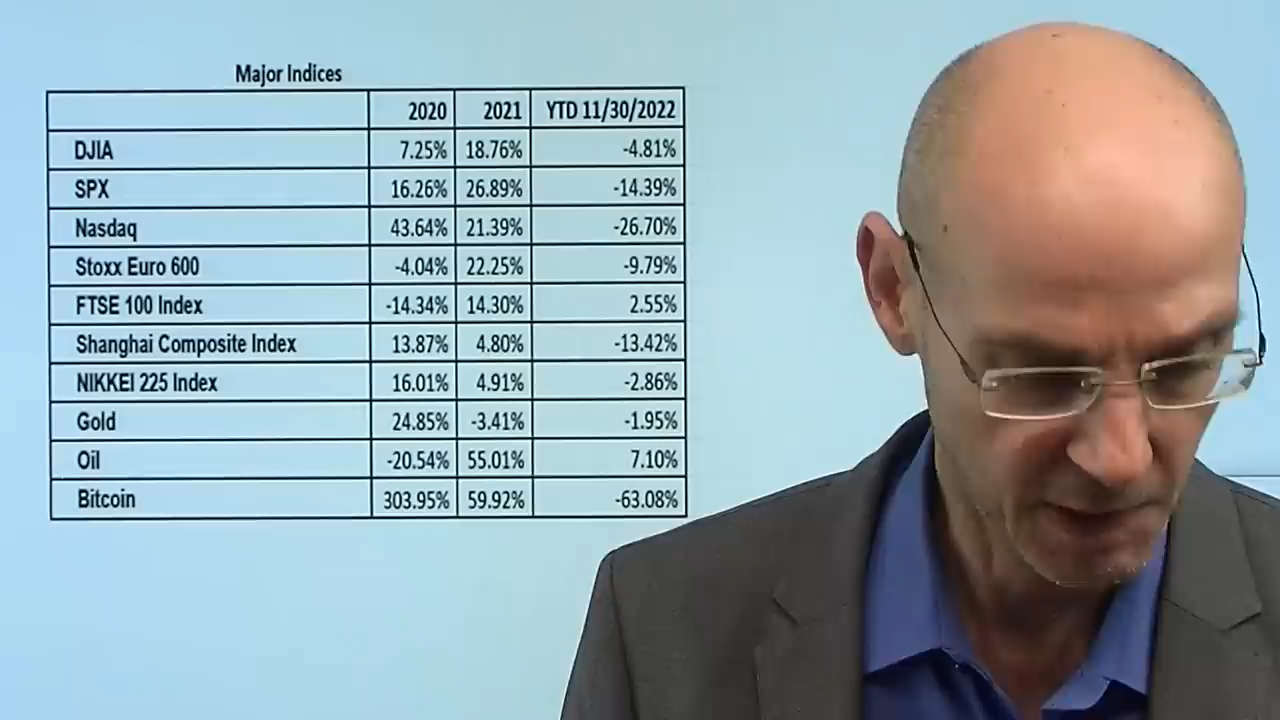 Major Indices
2020 2021 YTD 11/30/2022
DJIA 7.25% 18.76% -4.81%
SPX 16.26% 26.89% -14.39%
Nasdaq 43.64% 21.39% -26.70%
Stoxx Euro 600 -4.04% 22.25% -9.79%
FTSE 100 Index -14.34% 14.30% 2.55%
Shanghai Composite Index 13.87% 4.80% -13.42%
NIKKEI 225 Index 16.01% 4.91% -2.86%
Gold 24.85% -3.41% -1.95%
Oil -20.54% 55.01% 7.10%
Bitcoin 303.95% 59.92% -63.08%